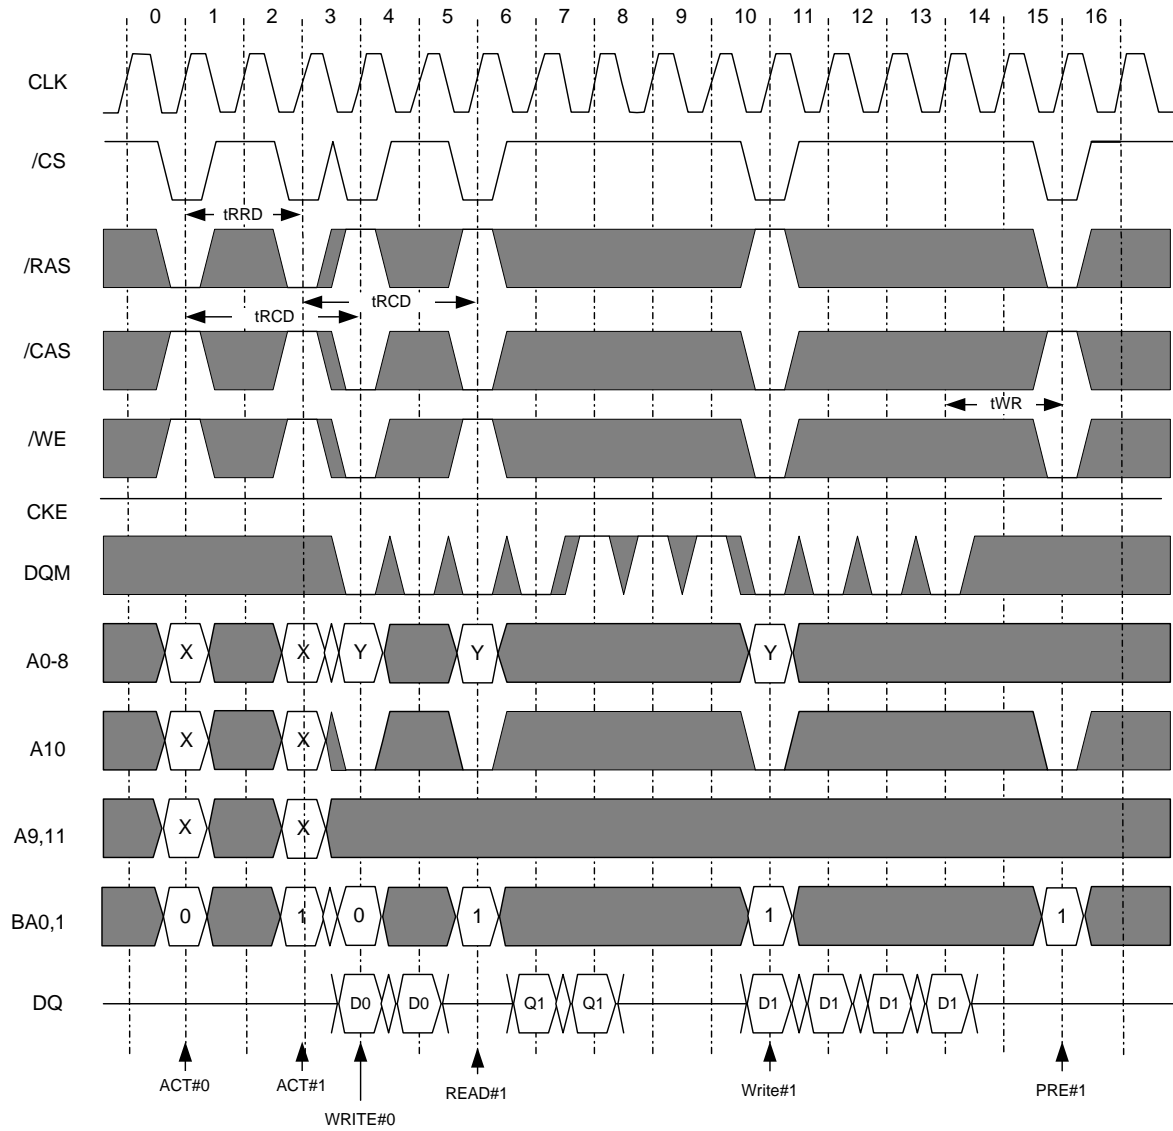 0 1 2 3 4 5 6 7 8 9 10 11 12 13 14 15 16
CLK
/CS
tRRD
/RAS
tRCD
tRCD
/CAS
tWR
/WE
CKE
DQM
A0-8 X X Y Y Y
A10 X X
A9,11 X X
BA0,1 0 1 0 1 1 1
DQ D0 D0 Q1 Q1 D1 D1 D1 D1
ACT#0 ACT#1 READ#1 Write#1 PRE#1
WRITE#0